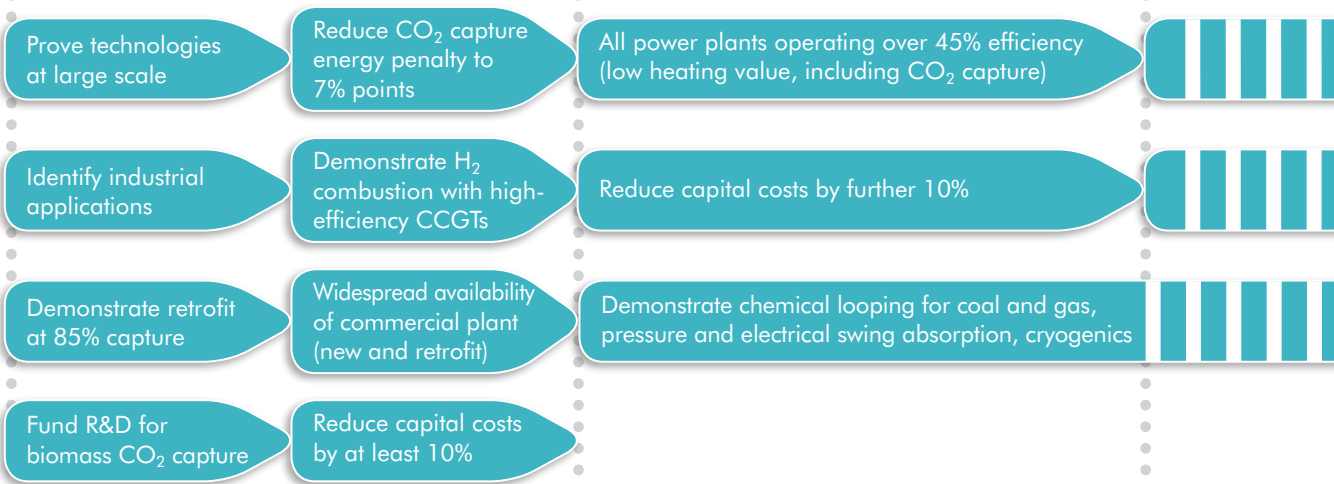 Prove technologies
at large scale
Reduce CO₂ capture
energy penalty to
7% points
All power plants operating over 45% efficiency
(low heating value, including CO₂ capture)
Identify industrial
applications
Demonstrate H₂
combustion with high-
efficiency CCGTs
Reduce capital costs by further 10%
Demonstrate retrofit
at 85% capture
Widespread availability
of commercial plant
(new and retrofit)
Demonstrate chemical looping for coal and gas,
pressure and electrical swing absorption, cryogenics
Fund R&D for
biomass CO₂ capture
Reduce capital costs
by at least 10%